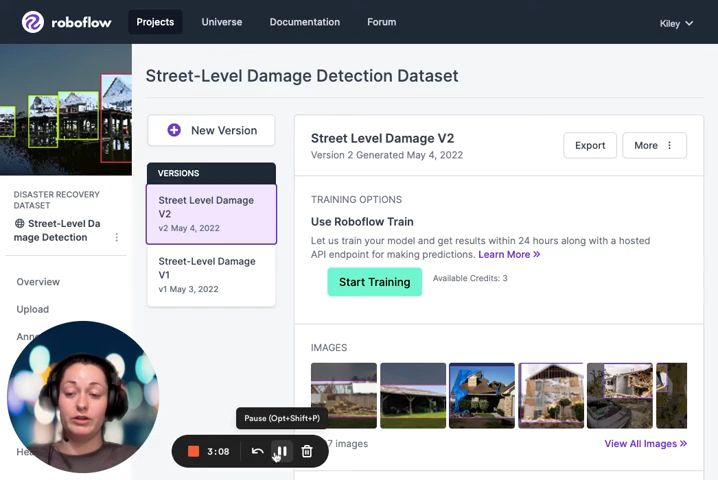 roboflow
Projects
Universe
Documentation
Forum
Kiley
Street-Level Damage Detection Dataset
DISASTER RECOVERY
DATASET
Street-Level Da
mage Detection
Overview
Upload
New Version
VERSIONS
Street Level Damage
V2
v2 May 4, 2022
Street-Level Damage
V1
v1 May 3, 2022
Street Level Damage V2
Version 2 Generated May 4, 2022
Export
More
TRAINING OPTIONS
Use Roboflow Train
Let us train your model and get results within 24 hours along with a hosted
API endpoint for making predictions. Learn More »
Start Training
Available Credits: 3
IMAGES
images
View All Images »
Pause (Opt+Shift+P)
3:08